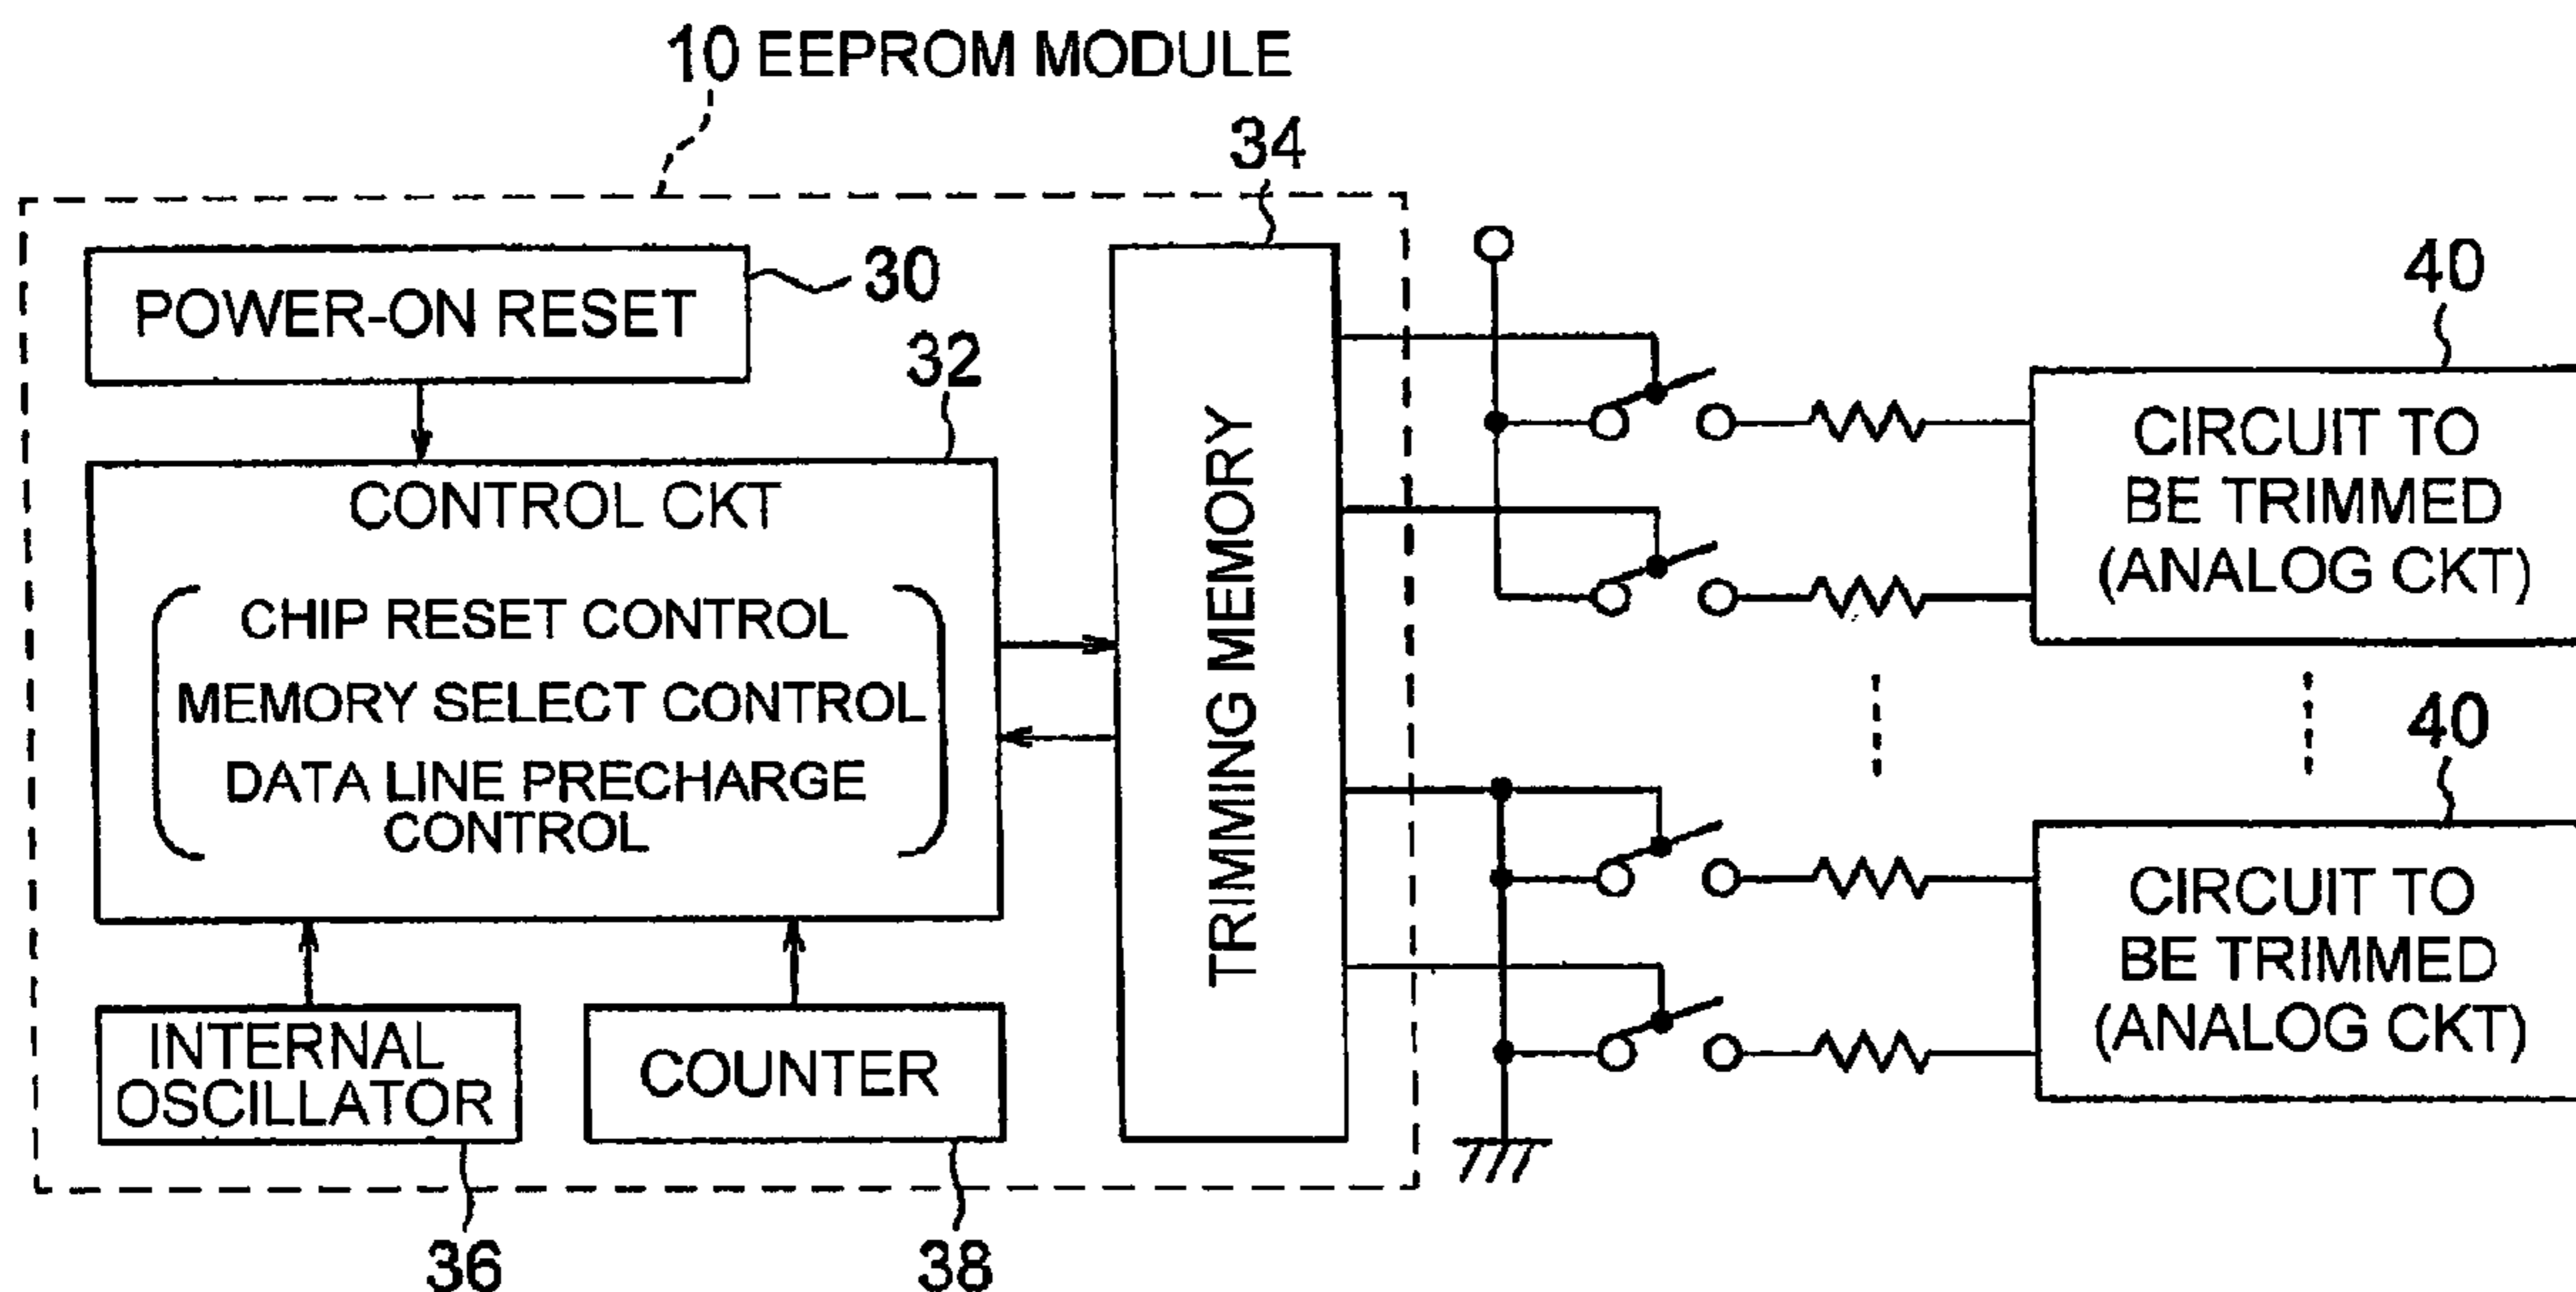 10 EEPROM MODULE
34
POWER-ON RESET
30
40
32
CONTROL CKT
CHIP RESET CONTROL
MEMORY SELECT CONTROL
DATA LINE PRECHARGE
CONTROL
TRIMMING MEMORY
CIRCUIT TO
BE TRIMMED
(ANALOG CKT)
40
CIRCUIT TO
BE TRIMMED
(ANALOG CKT)
INTERNAL
OSCILLATOR
COUNTER
36
38